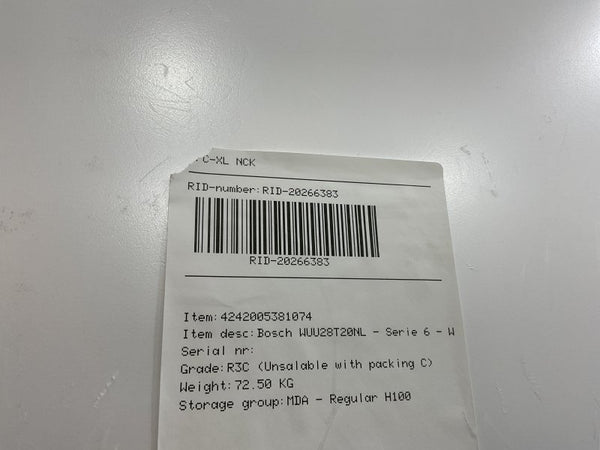 C-XL NCK
RID-number:RID-20266383
RID-20266383
Item:4242005381074
Item desc:Bosch WUU28T20NL - Serie 6 - W
Serial nr:
Grade:R3C (Unsalable with packing C)
Weight:72.50 KG
Storage group:MDA - Regular H100